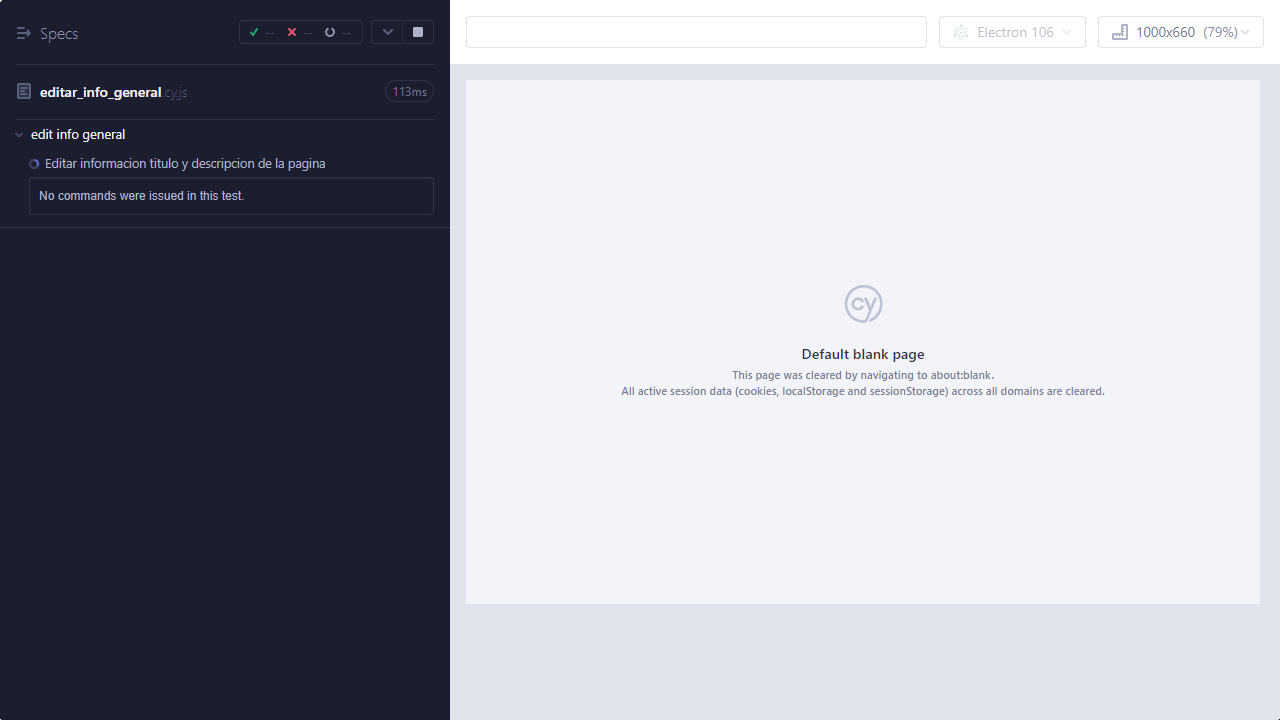 Specs
--
--
--
editar_info_general.cy.js
113ms
edit info general
Editar informacion titulo y descripcion de la pagina
No commands were issued in this test.
Electron 106
1000x660 (79%)
cy
Default blank page
This page was cleared by navigating to about:blank.
All active session data (cookies, localStorage and sessionStorage) across all domains are cleared.